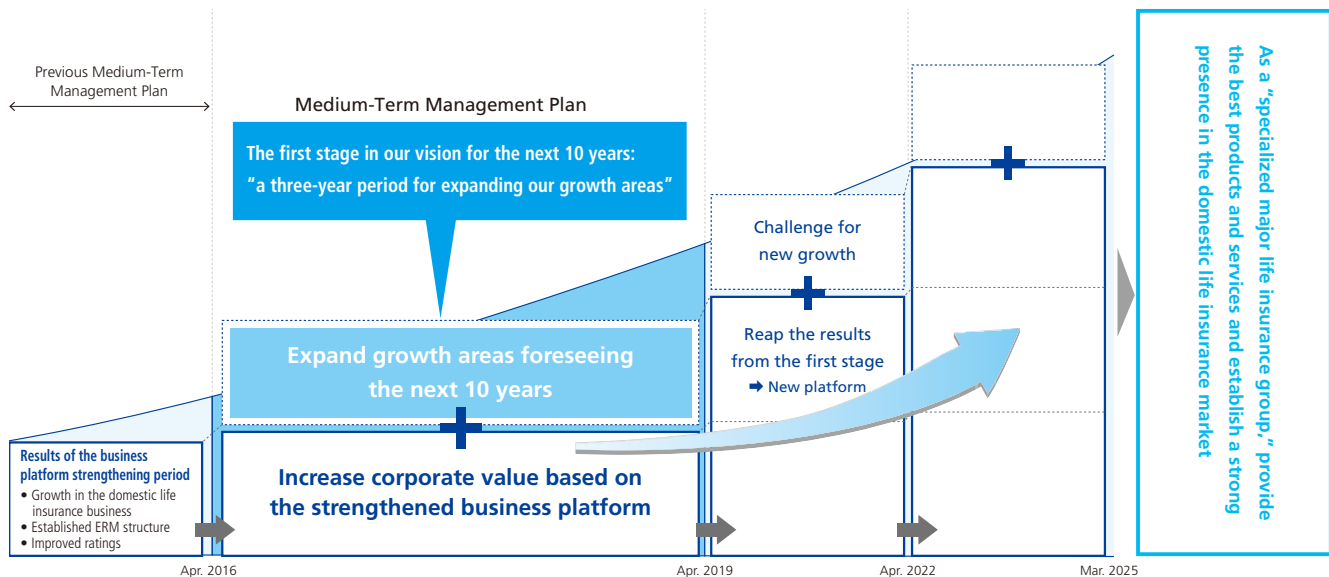 Previous Medium-Term
Management Plan
Medium-Term Management Plan
The first stage in our vision for the next 10 years:
“a three-year period for expanding our growth areas”
Expand growth areas foreseeing
the next 10 years
Increase corporate value based on
the strengthened business platform
Results of the business
platform strengthening period
• Growth in the domestic life
insurance business
• Established ERM structure
• Improved ratings
Challenge for
new growth
Reap the results
from the first stage
➡ New platform
As a “specialized major life insurance group,” provide
the best products and services and establish a strong
presence in the domestic life insurance market
Apr. 2016
Apr. 2019
Apr. 2022
Mar. 2025